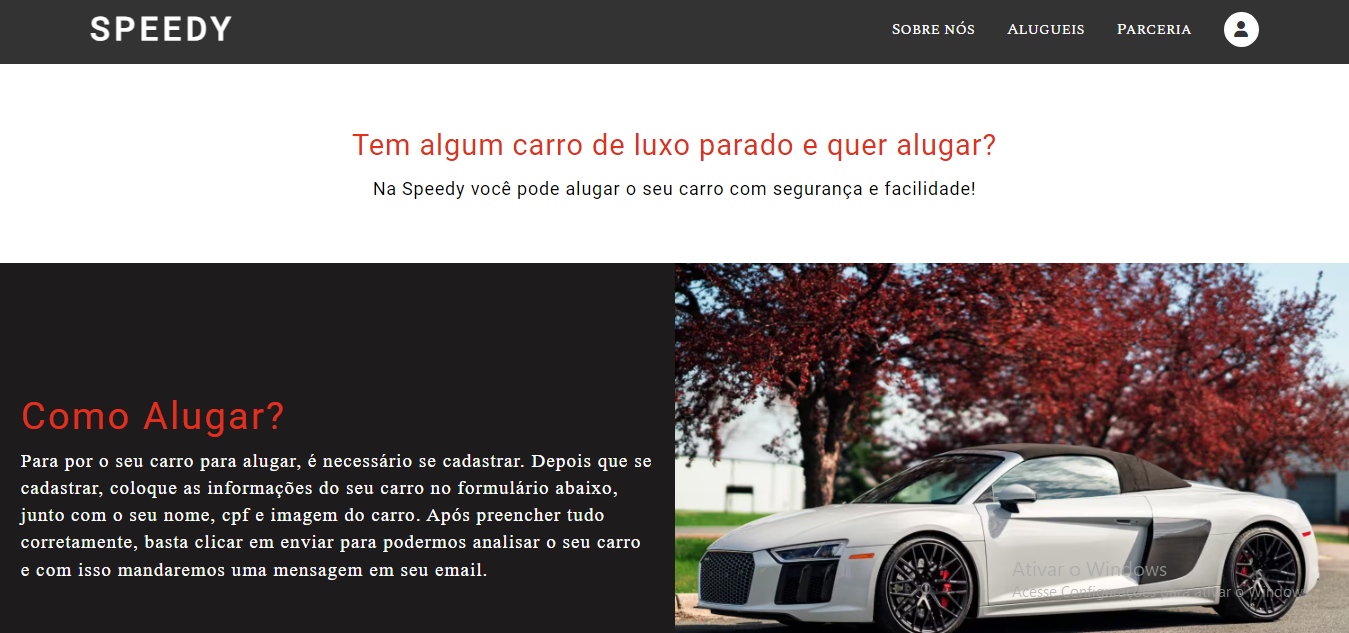 SPEEDY
Sobre nós
Alugueis
Parceria
Tem algum carro de luxo parado e quer alugar?
Na Speedy você pode alugar o seu carro com segurança e facilidade!
Como Alugar?
Para por o seu carro para alugar, é necessário se cadastrar. Depois que se
cadastrar, coloque as informações do seu carro no formulário abaixo,
junto com o seu nome, cpf e imagem do carro. Após preencher tudo
corretamente, basta clicar em enviar para podermos analisar o seu carro
e com isso mandaremos uma mensagem em seu email.
Ativar o Windows
Acesse Configurações para ativar o Windows